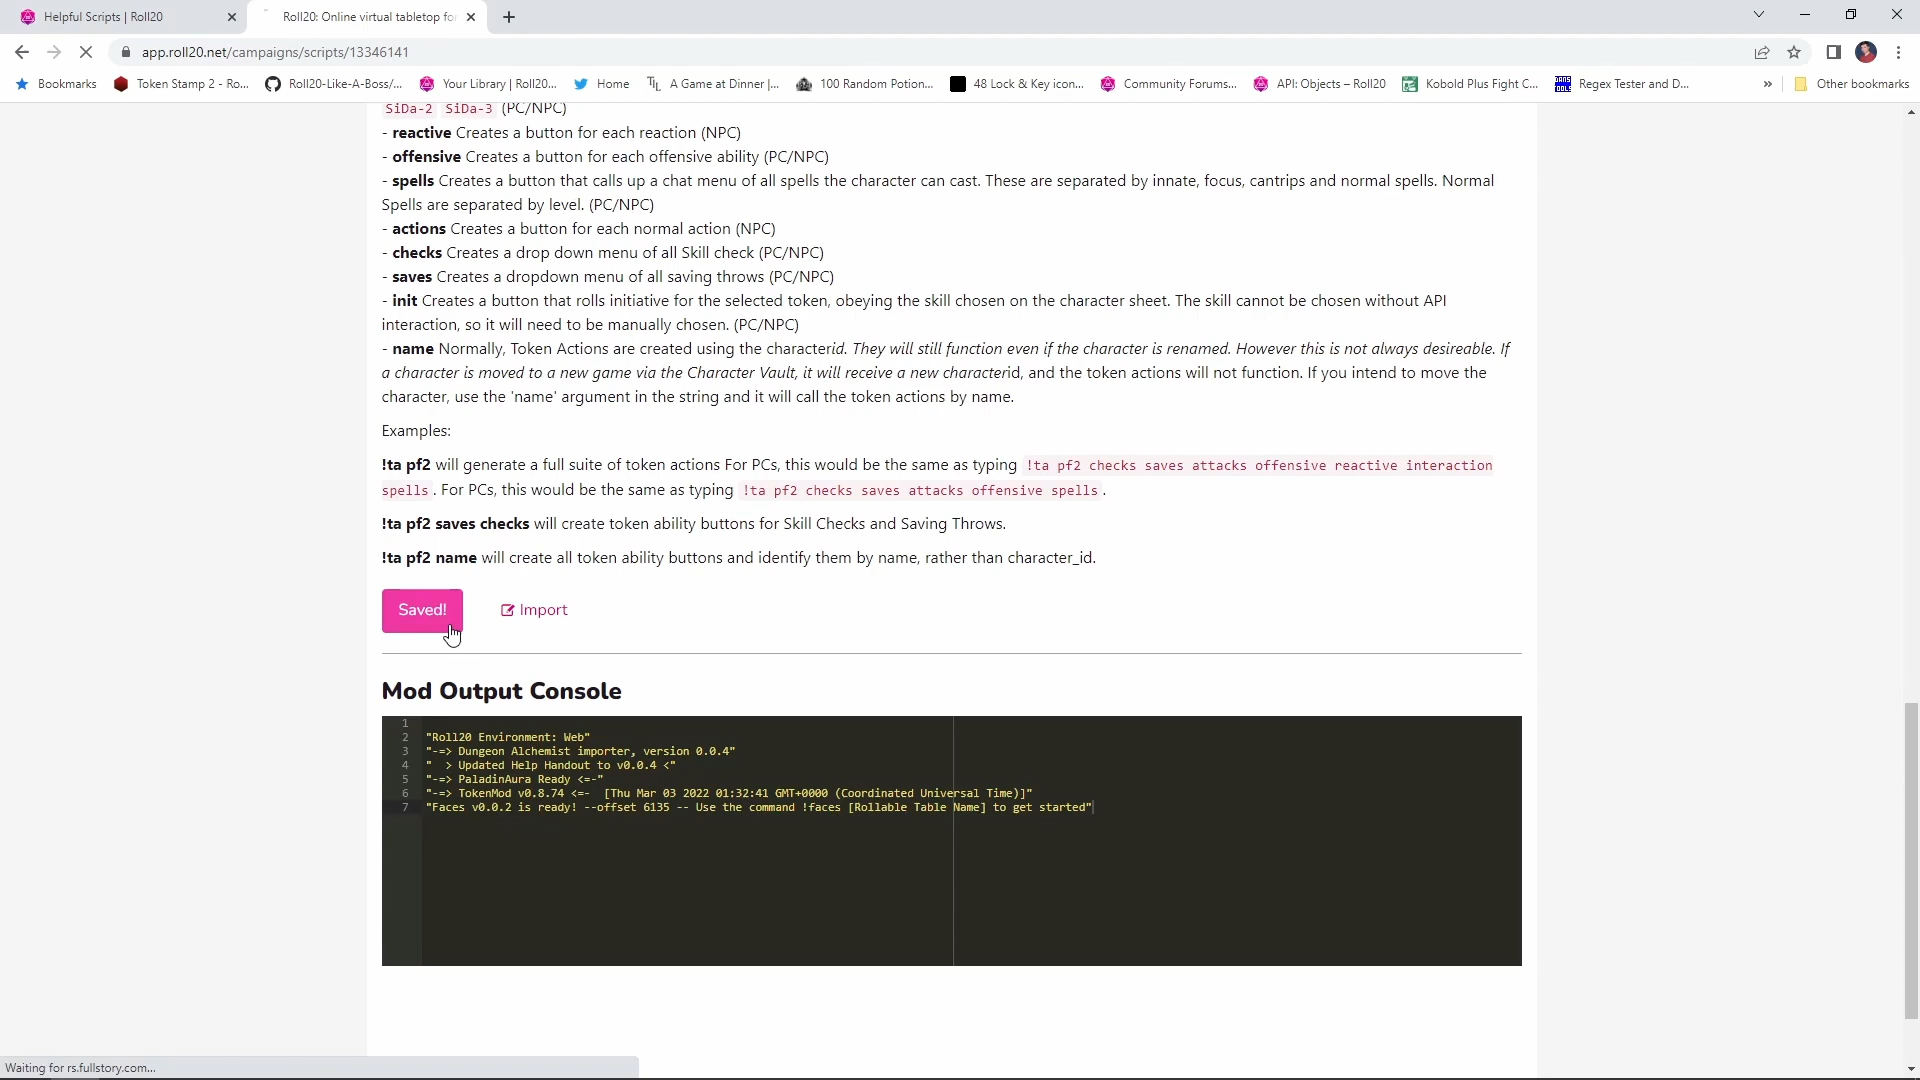 Helpful Scripts | Roll20
Roll20: Online virtual tabletop for
app.roll20.net/campaigns/scripts/13346141
Bookmarks
Token Stamp 2 - Ro...
Roll20-Like-A-Boss/...
Your Library | Roll20...
Home
A Game at Dinner |...
100 Random Potion...
48 Lock & Key icon...
Community Forums...
API: Objects – Roll20
Kobold Plus Fight C...
Regex Tester and D...
»
Other bookmarks
SiDa-2 SiDa-3 (PC/NPC)
- reactive Creates a button for each reaction (NPC)
- offensive Creates a button for each offensive ability (PC/NPC)
- spells Creates a button that calls up a chat menu of all spells the character can cast. These are separated by innate, focus, cantrips and normal spells. Normal
Spells are separated by level. (PC/NPC)
- actions Creates a button for each normal action (NPC)
- checks Creates a drop down menu of all Skill check (PC/NPC)
- saves Creates a dropdown menu of all saving throws (PC/NPC)
- init Creates a button that rolls initiative for the selected token, obeying the skill chosen on the character sheet. The skill cannot be chosen without API
interaction, so it will need to be manually chosen. (PC/NPC)
- name Normally, Token Actions are created using the characterid. They will still function even if the character is renamed. However this is not always desireable. If
a character is moved to a new game via the Character Vault, it will receive a new characterid, and the token actions will not function. If you intend to move the
character, use the 'name' argument in the string and it will call the token actions by name.
Examples:
!ta pf2 will generate a full suite of token actions For PCs, this would be the same as typing !ta pf2 checks saves attacks offensive reactive interaction
spells . For PCs, this would be the same as typing !ta pf2 checks saves attacks offensive spells .
!ta pf2 saves checks will create token ability buttons for Skill Checks and Saving Throws.
!ta pf2 name will create all token ability buttons and identify them by name, rather than character_id.
Saved!
Import
Mod Output Console
1
2 "Roll20 Environment: Web"
3 "-=> Dungeon Alchemist importer, version 0.0.4"
4 "  > Updated Help Handout to v0.0.4 <"
5 "-=> PaladinAura Ready <=-"
6 "-=> TokenMod v0.8.74 <=-  [Thu Mar 03 2022 01:32:41 GMT+0000 (Coordinated Universal Time)]"
7 "Faces v0.0.2 is ready! --offset 6135 -- Use the command !faces [Rollable Table Name] to get started"
Waiting for rs.fullstory.com...